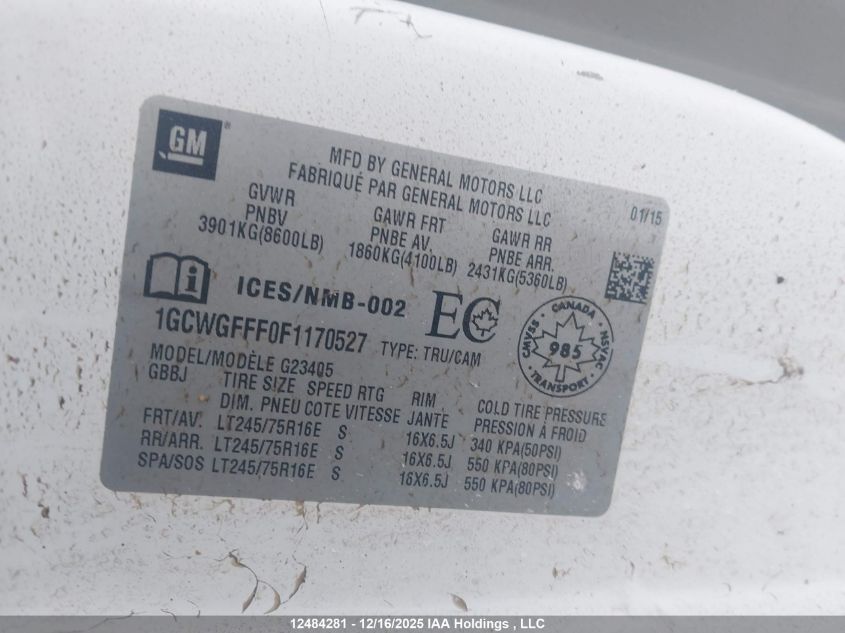 GM ®
MFD BY GENERAL MOTORS LLC
FABRIQUÉ PAR GENERAL MOTORS LLC
01/15
GVWR GAWR FRT GAWR RR
PNBV PNBE AV. PNBE ARR.
3901KG(8600LB) 1860KG(4100LB) 2431KG(5360LB)
i ICES/NMB-002 EC
CANADA
CMVSS NSVAC
985
TRANSPORT
1GCWGFFF0F1170527 TYPE: TRU/CAM
MODEL/MODÈLE G23405
GBBJ TIRE SIZE SPEED RTG RIM COLD TIRE PRESSURE
DIM. PNEU COTE VITESSE JANTE PRESSION À FROID
FRT/AV. LT245/75R16E S 16X6.5J 340 KPA(50PSI)
RR/ARR. LT245/75R16E S 16X6.5J 550 KPA(80PSI)
SPA/SOS LT245/75R16E S 16X6.5J 550 KPA(80PSI)
12484281 - 12/16/2025 IAA Holdings , LLC